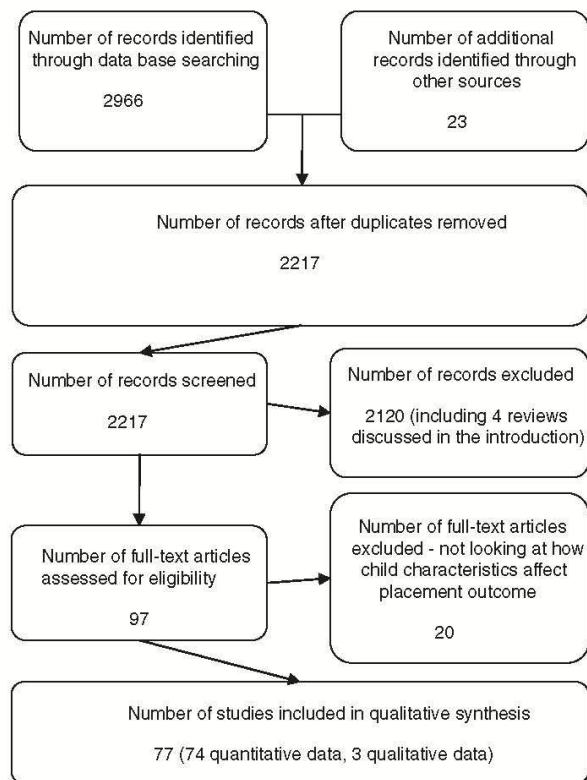 Number of records identified
through data base searching
2966
Number of additional
records identified through
other sources
23
Number of records after duplicates removed
2217
Number of records screened
2217
Number of records excluded
2120 (including 4 reviews
discussed in the introduction)
Number of full-text articles
assessed for eligibility
97
Number of full-text articles
excluded - not looking at how
child characteristics affect
placement outcome
20
Number of studies included in qualitative synthesis
77 (74 quantitative data, 3 qualitative data)